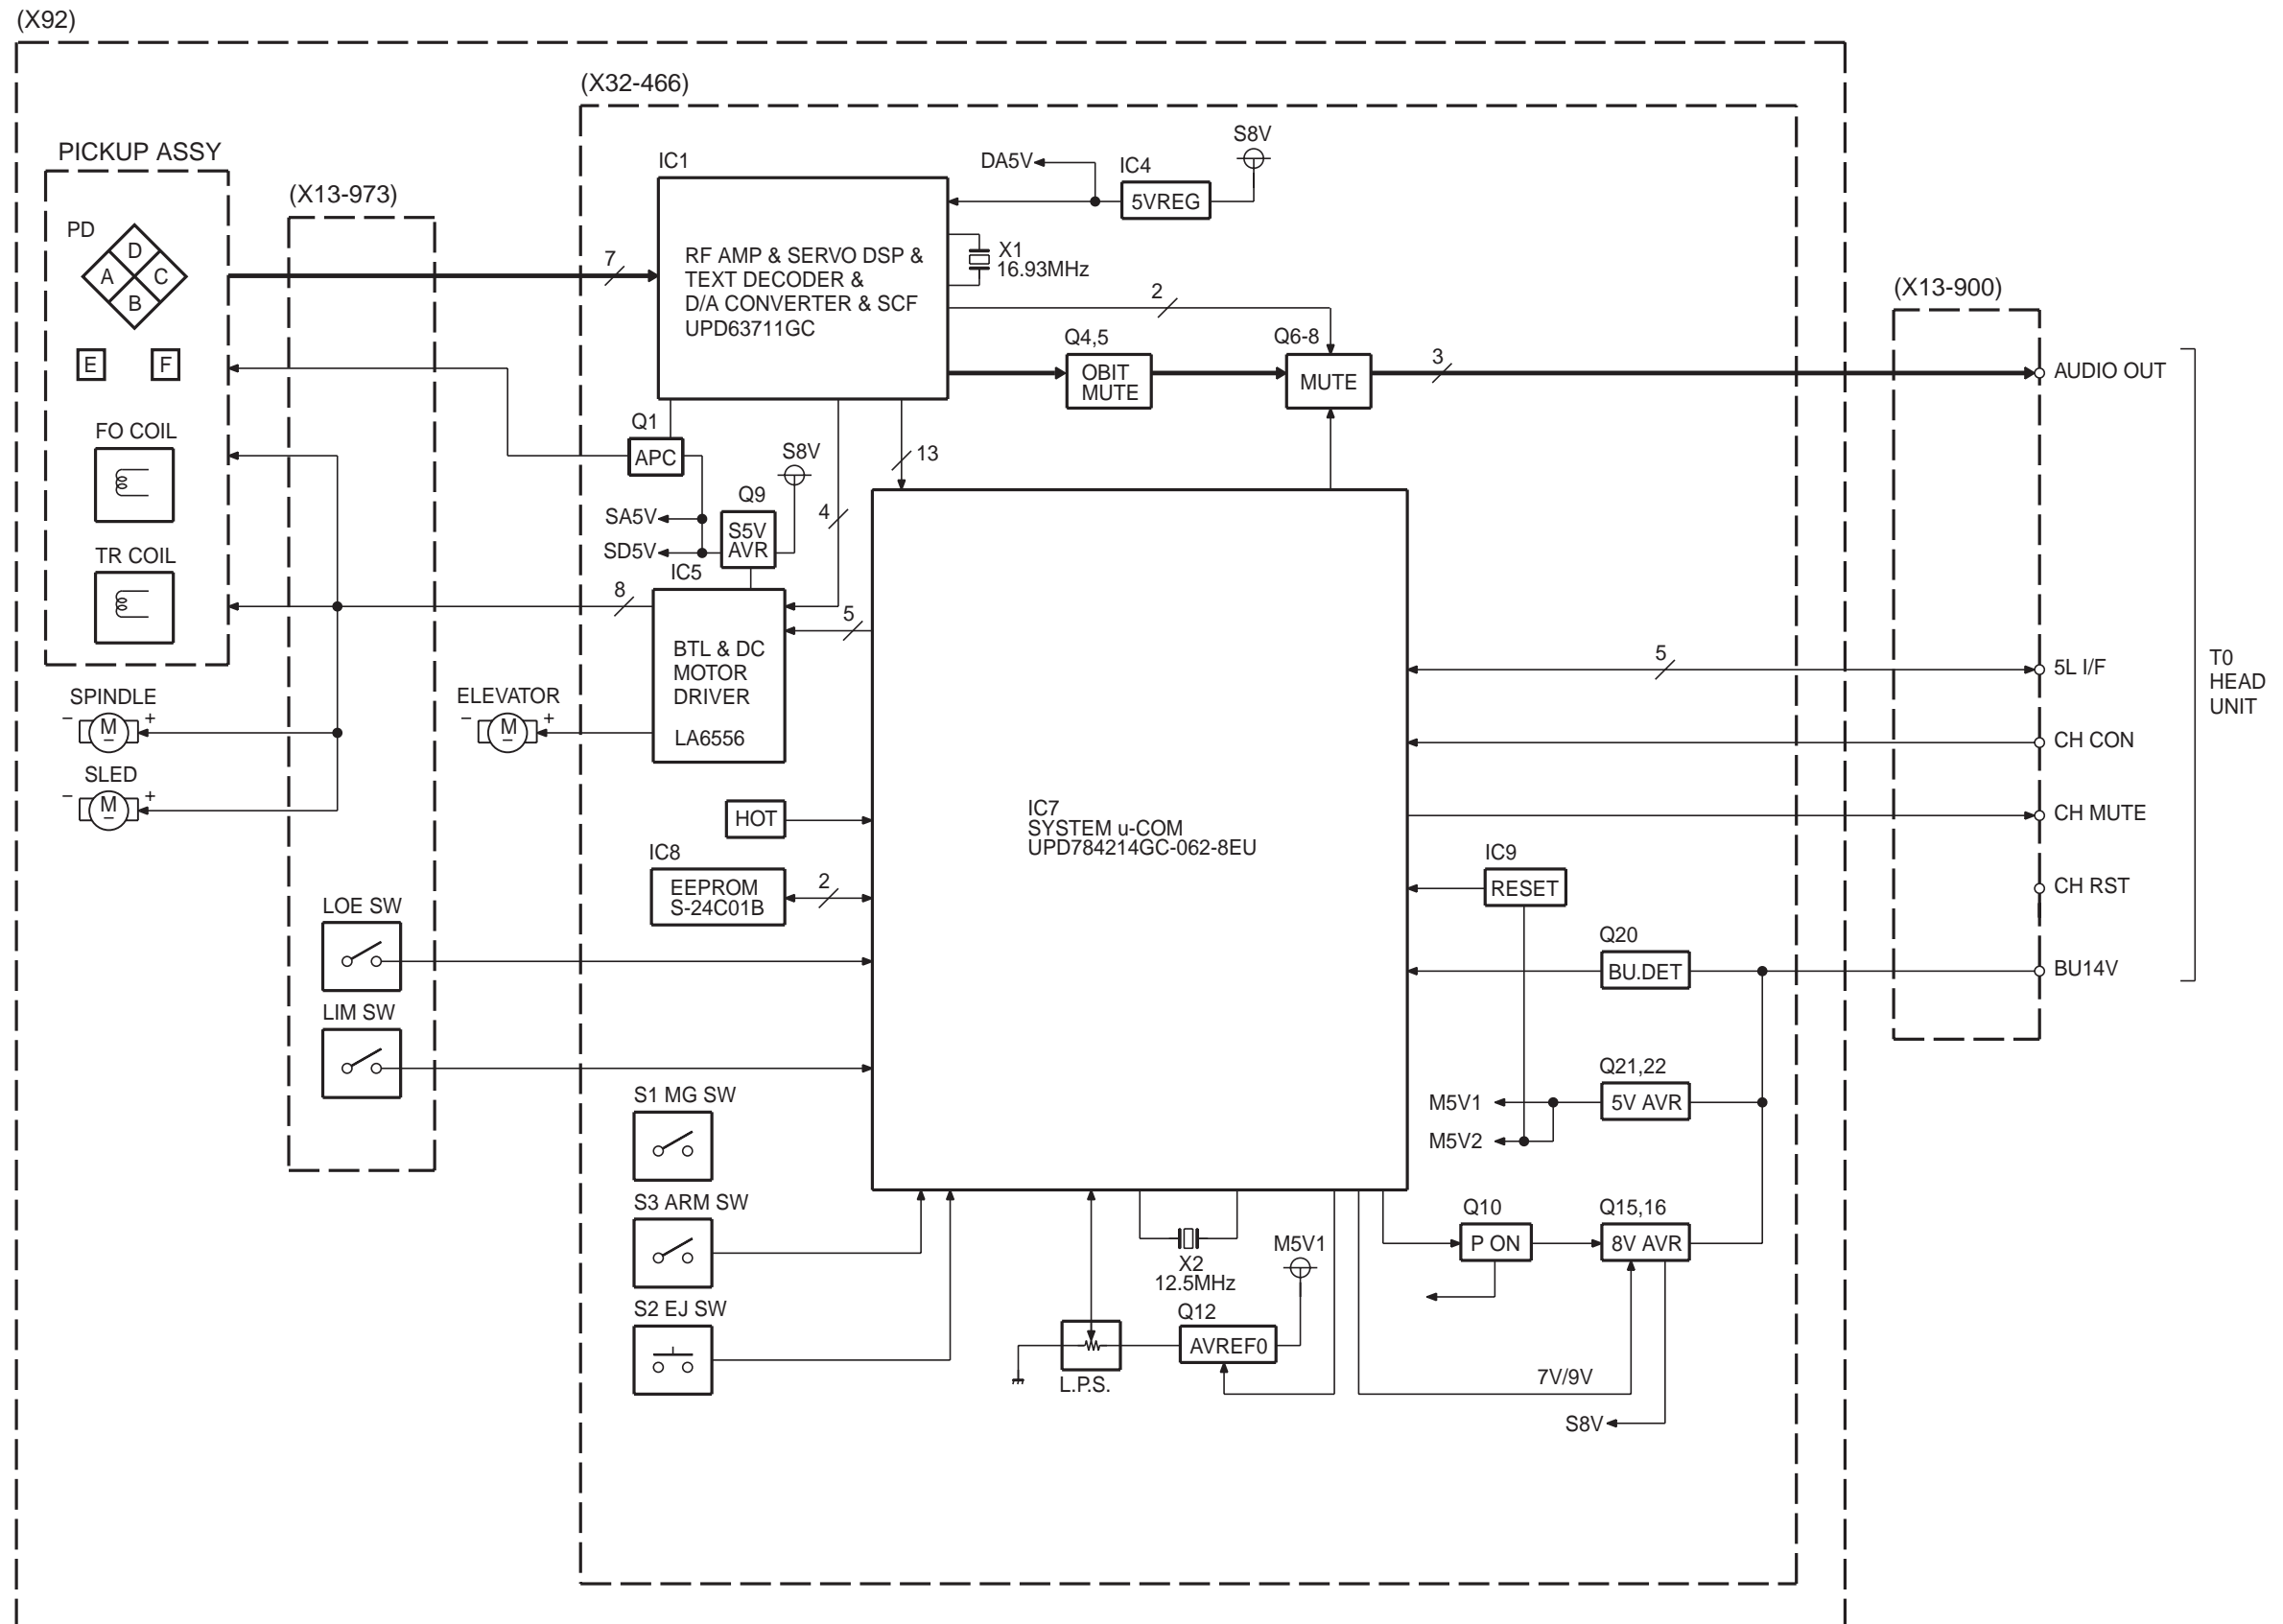 (X92)
(X32-466)
PICKUP ASSY
(X13-973)
PD
D
A
C
B
E
F
FO COIL
TR COIL
SPINDLE
–
M
+
SLED
–
M
+
7
IC1
RF AMP & SERVO DSP &
TEXT DECODER &
D/A CONVERTER & SCF
UPD63711GC
DA5V
IC4
5VREG
S8V
X1
16.93MHz
2
Q4,5
OBIT
MUTE
Q6-8
MUTE
3
Q1
APC
13
S8V
Q9
S5V
AVR
SA5V
SD5V
4
IC5
8
5
BTL & DC
MOTOR
DRIVER
LA6556
ELEVATOR
–
M
+
HOT
IC8
EEPROM
S-24C01B
2
LOE SW
LIM SW
S1 MG SW
S3 ARM SW
S2 EJ SW
IC7
SYSTEM u-COM
UPD784214GC-062-8EU
5
IC9
RESET
Q20
BU.DET
Q21,22
5V AVR
M5V1
M5V2
Q10
P ON
Q15,16
8V AVR
X2
12.5MHz
M5V1
Q12
AVREF0
L.P.S.
7V/9V
S8V
(X13-900)
AUDIO OUT
5L I/F
CH CON
CH MUTE
CH RST
BU14V
T0
HEAD
UNIT